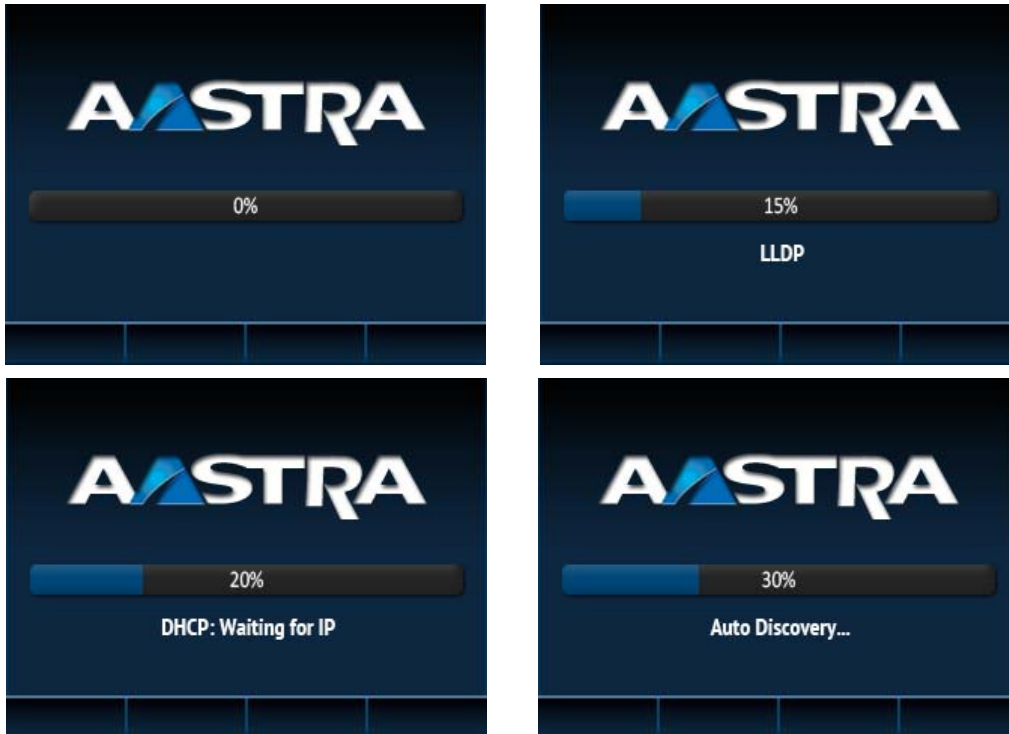 AASTRA
0%
AASTRA
15%
LLDP
AASTRA
20%
DHCP: Waiting for IP
AASTRA
30%
Auto Discovery...